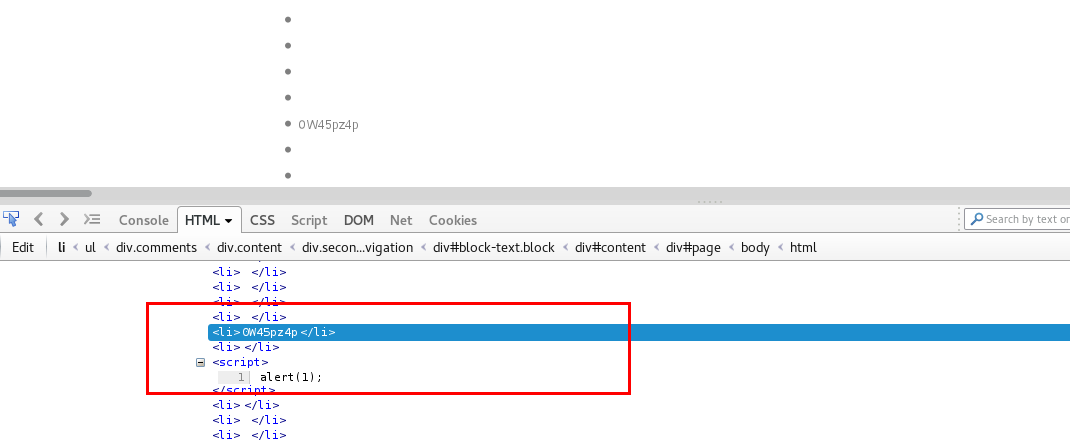 OW45pz4p
Console HTML CSS Script DOM Net Cookies
Search by text or
Edit li < ul < div.comments < div.content < div.secon...vigation < div#block-text.block < div#content < div#page < body < html
<li> </li>
<li> </li>
<li> </li>
<li> </li>
<li>OW45pz4p</li>
<li></li>
<script>
1 alert(1);
</script>
<li></li>
<li> </li>
<li> </li>